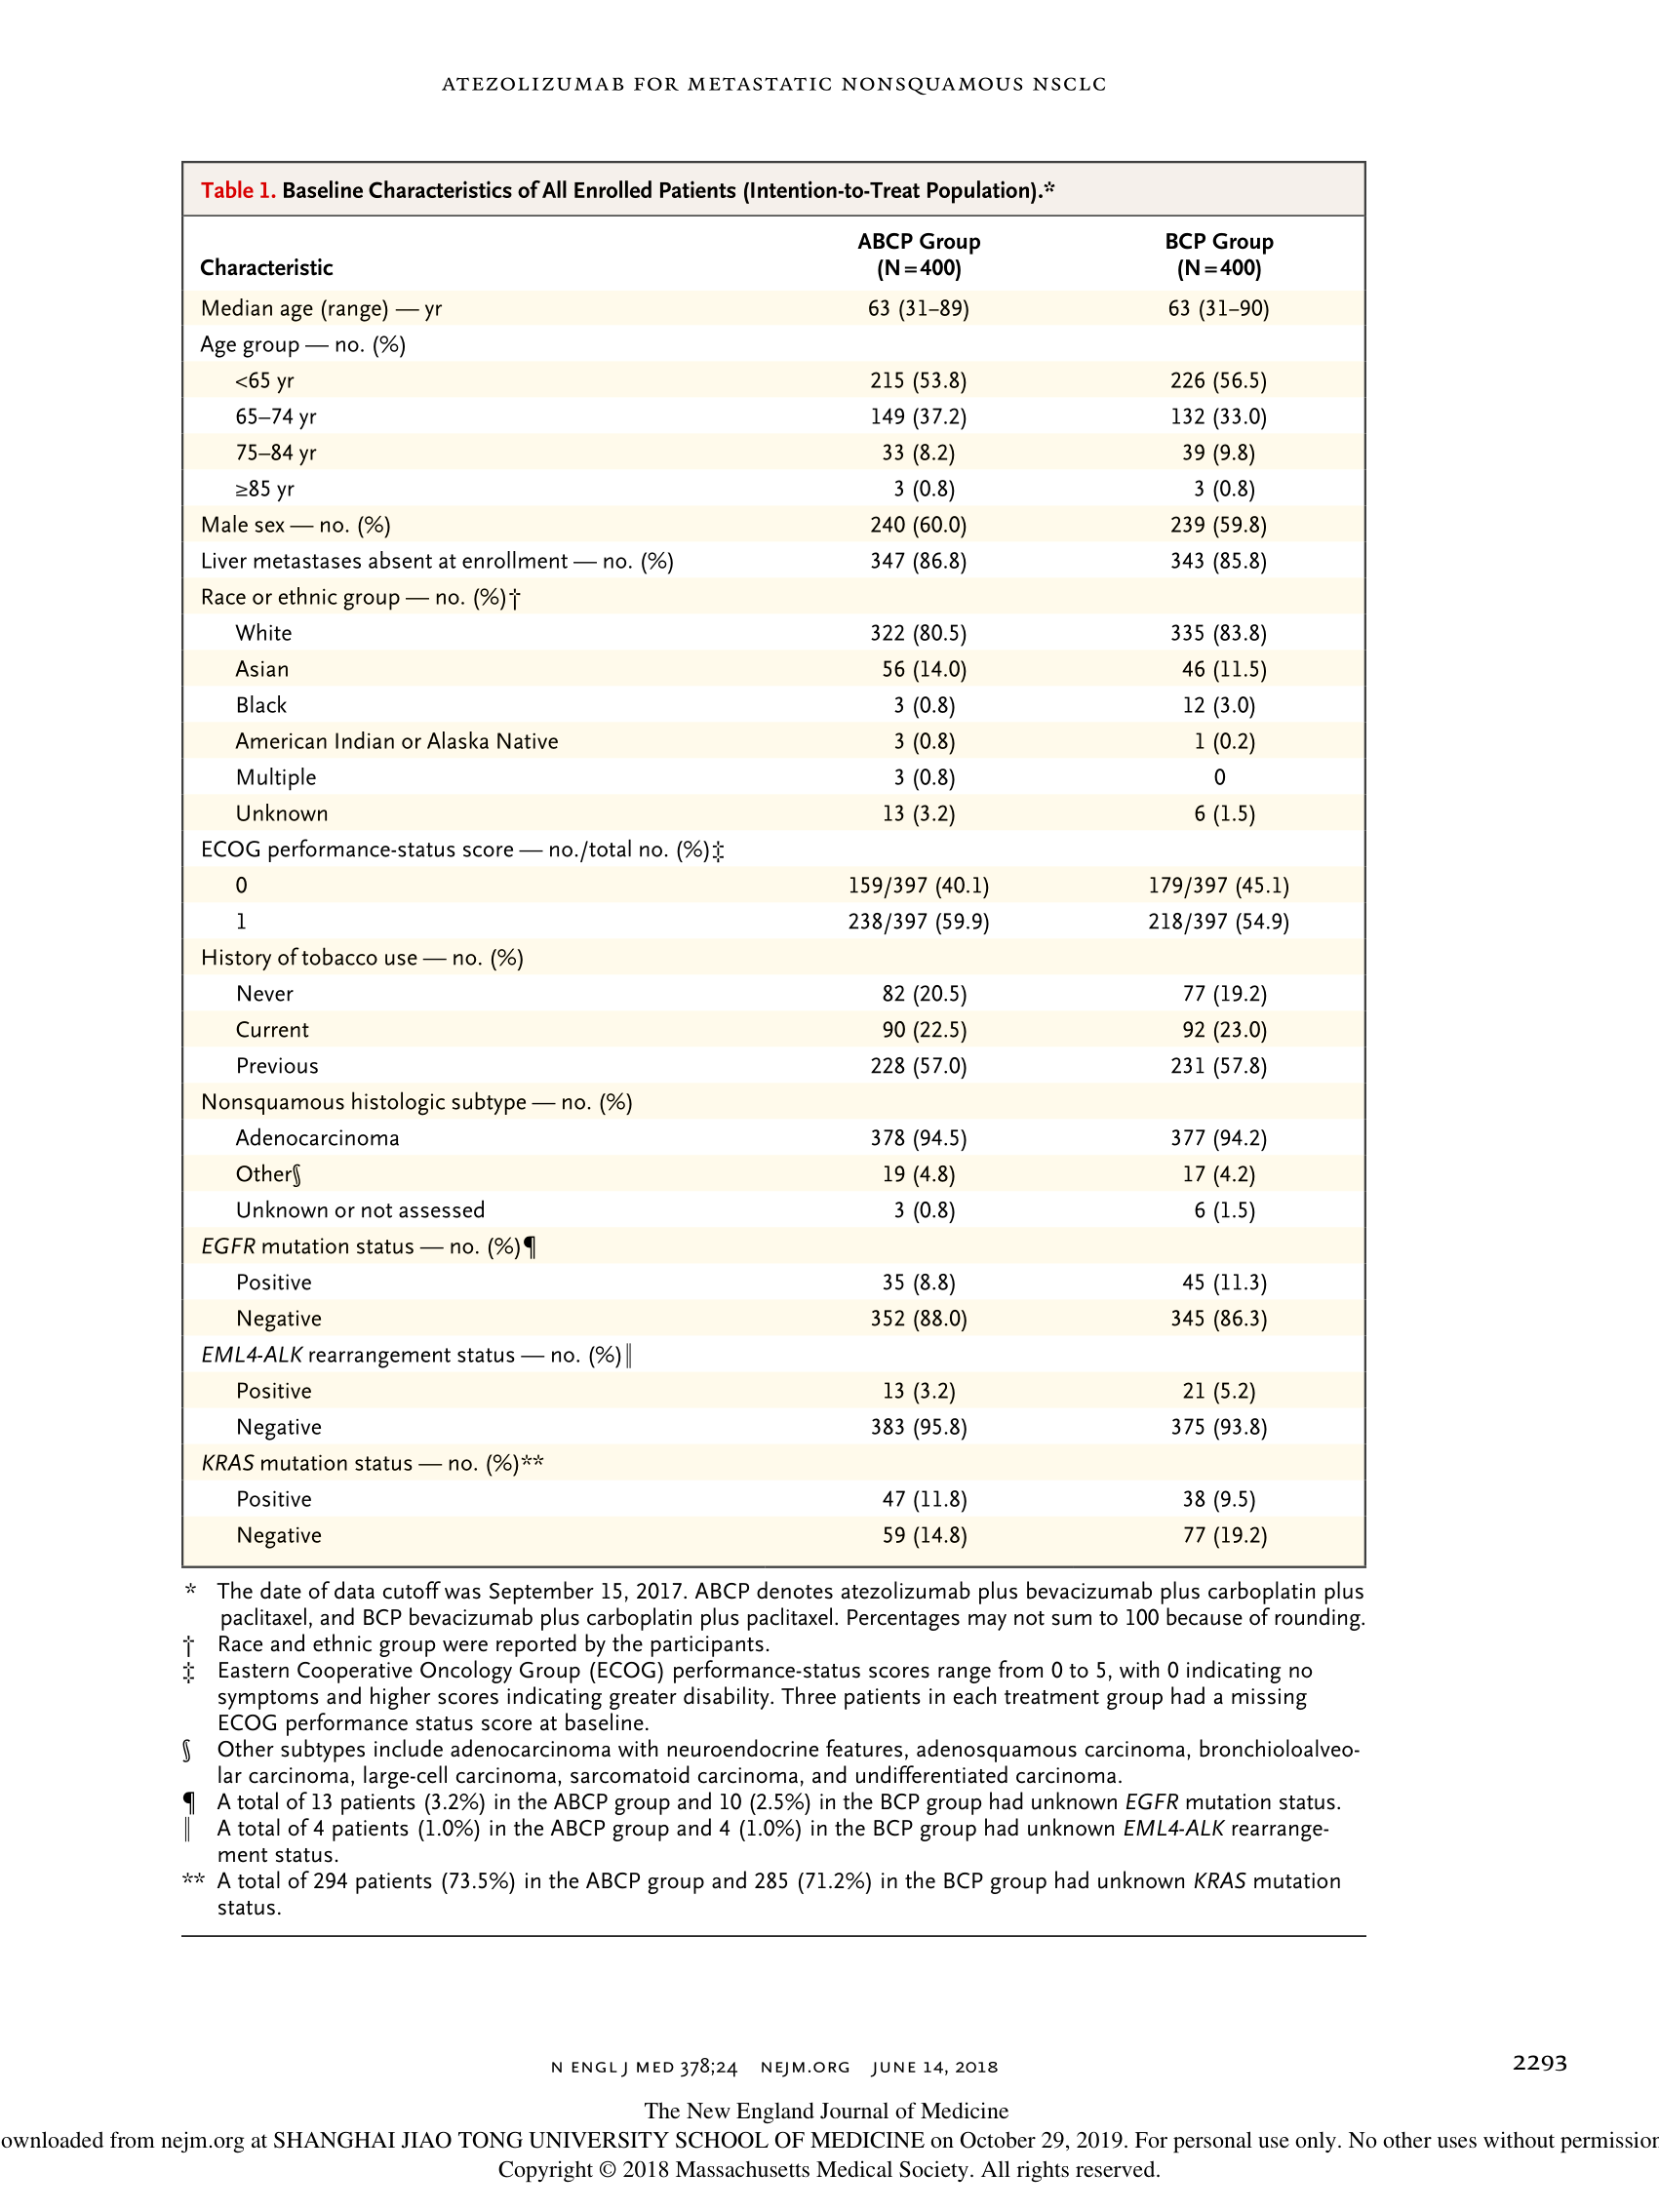 ATEZOLIZUMAB FOR METASTATIC NONSQUAMOUS NSCLC
Table 1. Baseline Characteristics of All Enrolled Patients (Intention-to-Treat Population).*
Characteristic ABCP Group (N=400) BCP Group (N=400)
Median age (range) — yr 63 (31–89) 63 (31–90)
Age group — no. (%)
<65 yr 215 (53.8) 226 (56.5)
65–74 yr 149 (37.2) 132 (33.0)
75–84 yr 33 (8.2) 39 (9.8)
≥85 yr 3 (0.8) 3 (0.8)
Male sex — no. (%) 240 (60.0) 239 (59.8)
Liver metastases absent at enrollment — no. (%) 347 (86.8) 343 (85.8)
Race or ethnic group — no. (%)†
White 322 (80.5) 335 (83.8)
Asian 56 (14.0) 46 (11.5)
Black 3 (0.8) 12 (3.0)
American Indian or Alaska Native 3 (0.8) 1 (0.2)
Multiple 3 (0.8) 0
Unknown 13 (3.2) 6 (1.5)
ECOG performance-status score — no./total no. (%)‡
0 159/397 (40.1) 179/397 (45.1)
1 238/397 (59.9) 218/397 (54.9)
History of tobacco use — no. (%)
Never 82 (20.5) 77 (19.2)
Current 90 (22.5) 92 (23.0)
Previous 228 (57.0) 231 (57.8)
Nonsquamous histologic subtype — no. (%)
Adenocarcinoma 378 (94.5) 377 (94.2)
Other§ 19 (4.8) 17 (4.2)
Unknown or not assessed 3 (0.8) 6 (1.5)
EGFR mutation status — no. (%)¶
Positive 35 (8.8) 45 (11.3)
Negative 352 (88.0) 345 (86.3)
EML4-ALK rearrangement status — no. (%)‖
Positive 13 (3.2) 21 (5.2)
Negative 383 (95.8) 375 (93.8)
KRAS mutation status — no. (%)**
Positive 47 (11.8) 38 (9.5)
Negative 59 (14.8) 77 (19.2)
* The date of data cutoff was September 15, 2017. ABCP denotes atezolizumab plus bevacizumab plus carboplatin plus
paclitaxel, and BCP bevacizumab plus carboplatin plus paclitaxel. Percentages may not sum to 100 because of rounding.
† Race and ethnic group were reported by the participants.
‡ Eastern Cooperative Oncology Group (ECOG) performance-status scores range from 0 to 5, with 0 indicating no
symptoms and higher scores indicating greater disability. Three patients in each treatment group had a missing
ECOG performance status score at baseline.
§ Other subtypes include adenocarcinoma with neuroendocrine features, adenosquamous carcinoma, bronchioloalveo-
lar carcinoma, large-cell carcinoma, sarcomatoid carcinoma, and undifferentiated carcinoma.
¶ A total of 13 patients (3.2%) in the ABCP group and 10 (2.5%) in the BCP group had unknown EGFR mutation status.
‖ A total of 4 patients (1.0%) in the ABCP group and 4 (1.0%) in the BCP group had unknown EML4-ALK rearrange-
ment status.
** A total of 294 patients (73.5%) in the ABCP group and 285 (71.2%) in the BCP group had unknown KRAS mutation
status.
N ENGL J MED 378;24 NEJM.ORG JUNE 14, 2018 2293
The New England Journal of Medicine
ownloaded from nejm.org at SHANGHAI JIAO TONG UNIVERSITY SCHOOL OF MEDICINE on October 29, 2019. For personal use only. No other uses without permission
Copyright © 2018 Massachusetts Medical Society. All rights reserved.